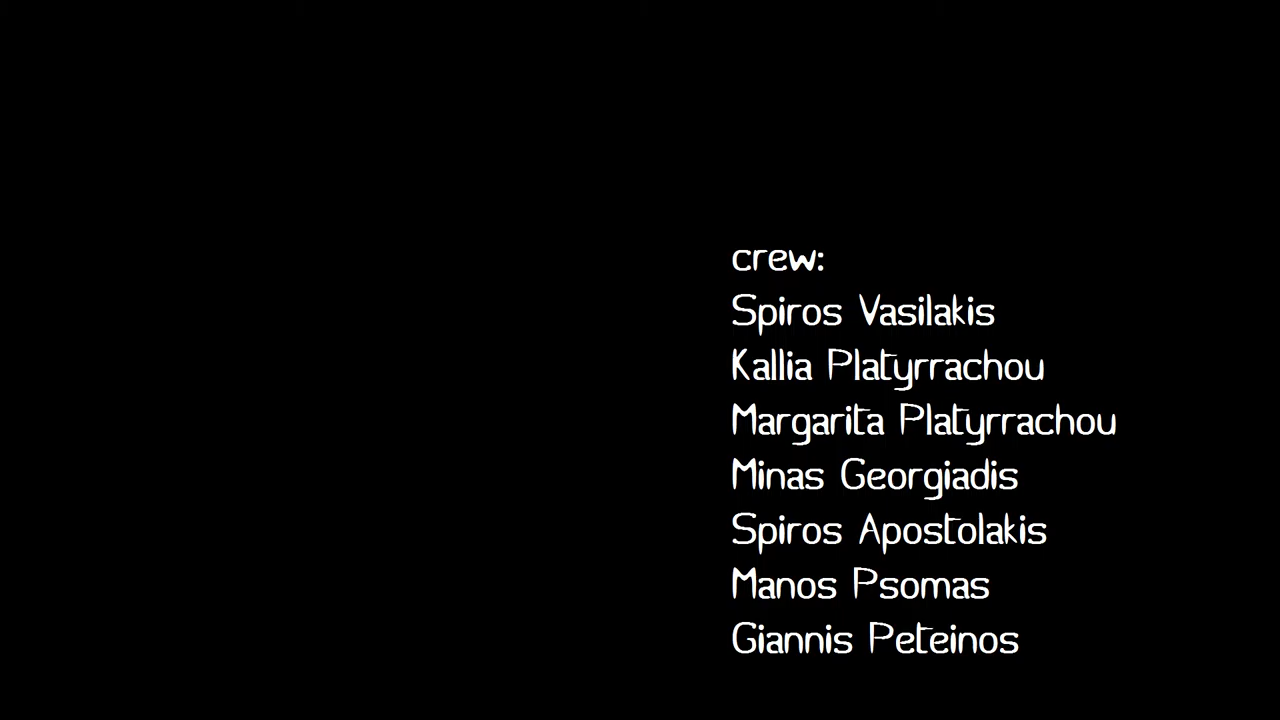 crew:
Spiros Vasilakis
Kallia Platyrrachou
Margarita Platyrrachou
Minas Georgiadis
Spiros Apostolakis
Manos Psomas
Giannis Peteinos